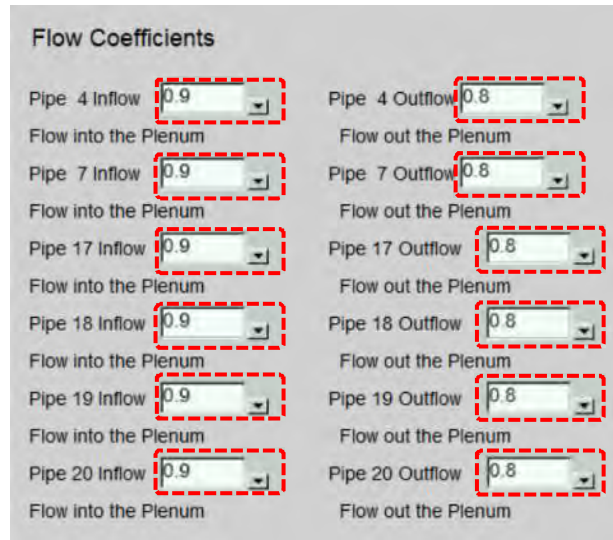 Flow Coefficients
Pipe 4 Inflow 0.9 Pipe 4 Outflow 0.8
Flow into the Plenum Flow out the Plenum
Pipe 7 Inflow 0.9 Pipe 7 Outflow 0.8
Flow into the Plenum Flow out the Plenum
Pipe 17 Inflow 0.9 Pipe 17 Outflow 0.8
Flow into the Plenum Flow out the Plenum
Pipe 18 Inflow 0.9 Pipe 18 Outflow 0.8
Flow into the Plenum Flow out the Plenum
Pipe 19 Inflow 0.9 Pipe 19 Outflow 0.8
Flow into the Plenum Flow out the Plenum
Pipe 20 Inflow 0.9 Pipe 20 Outflow 0.8
Flow into the Plenum Flow out the Plenum